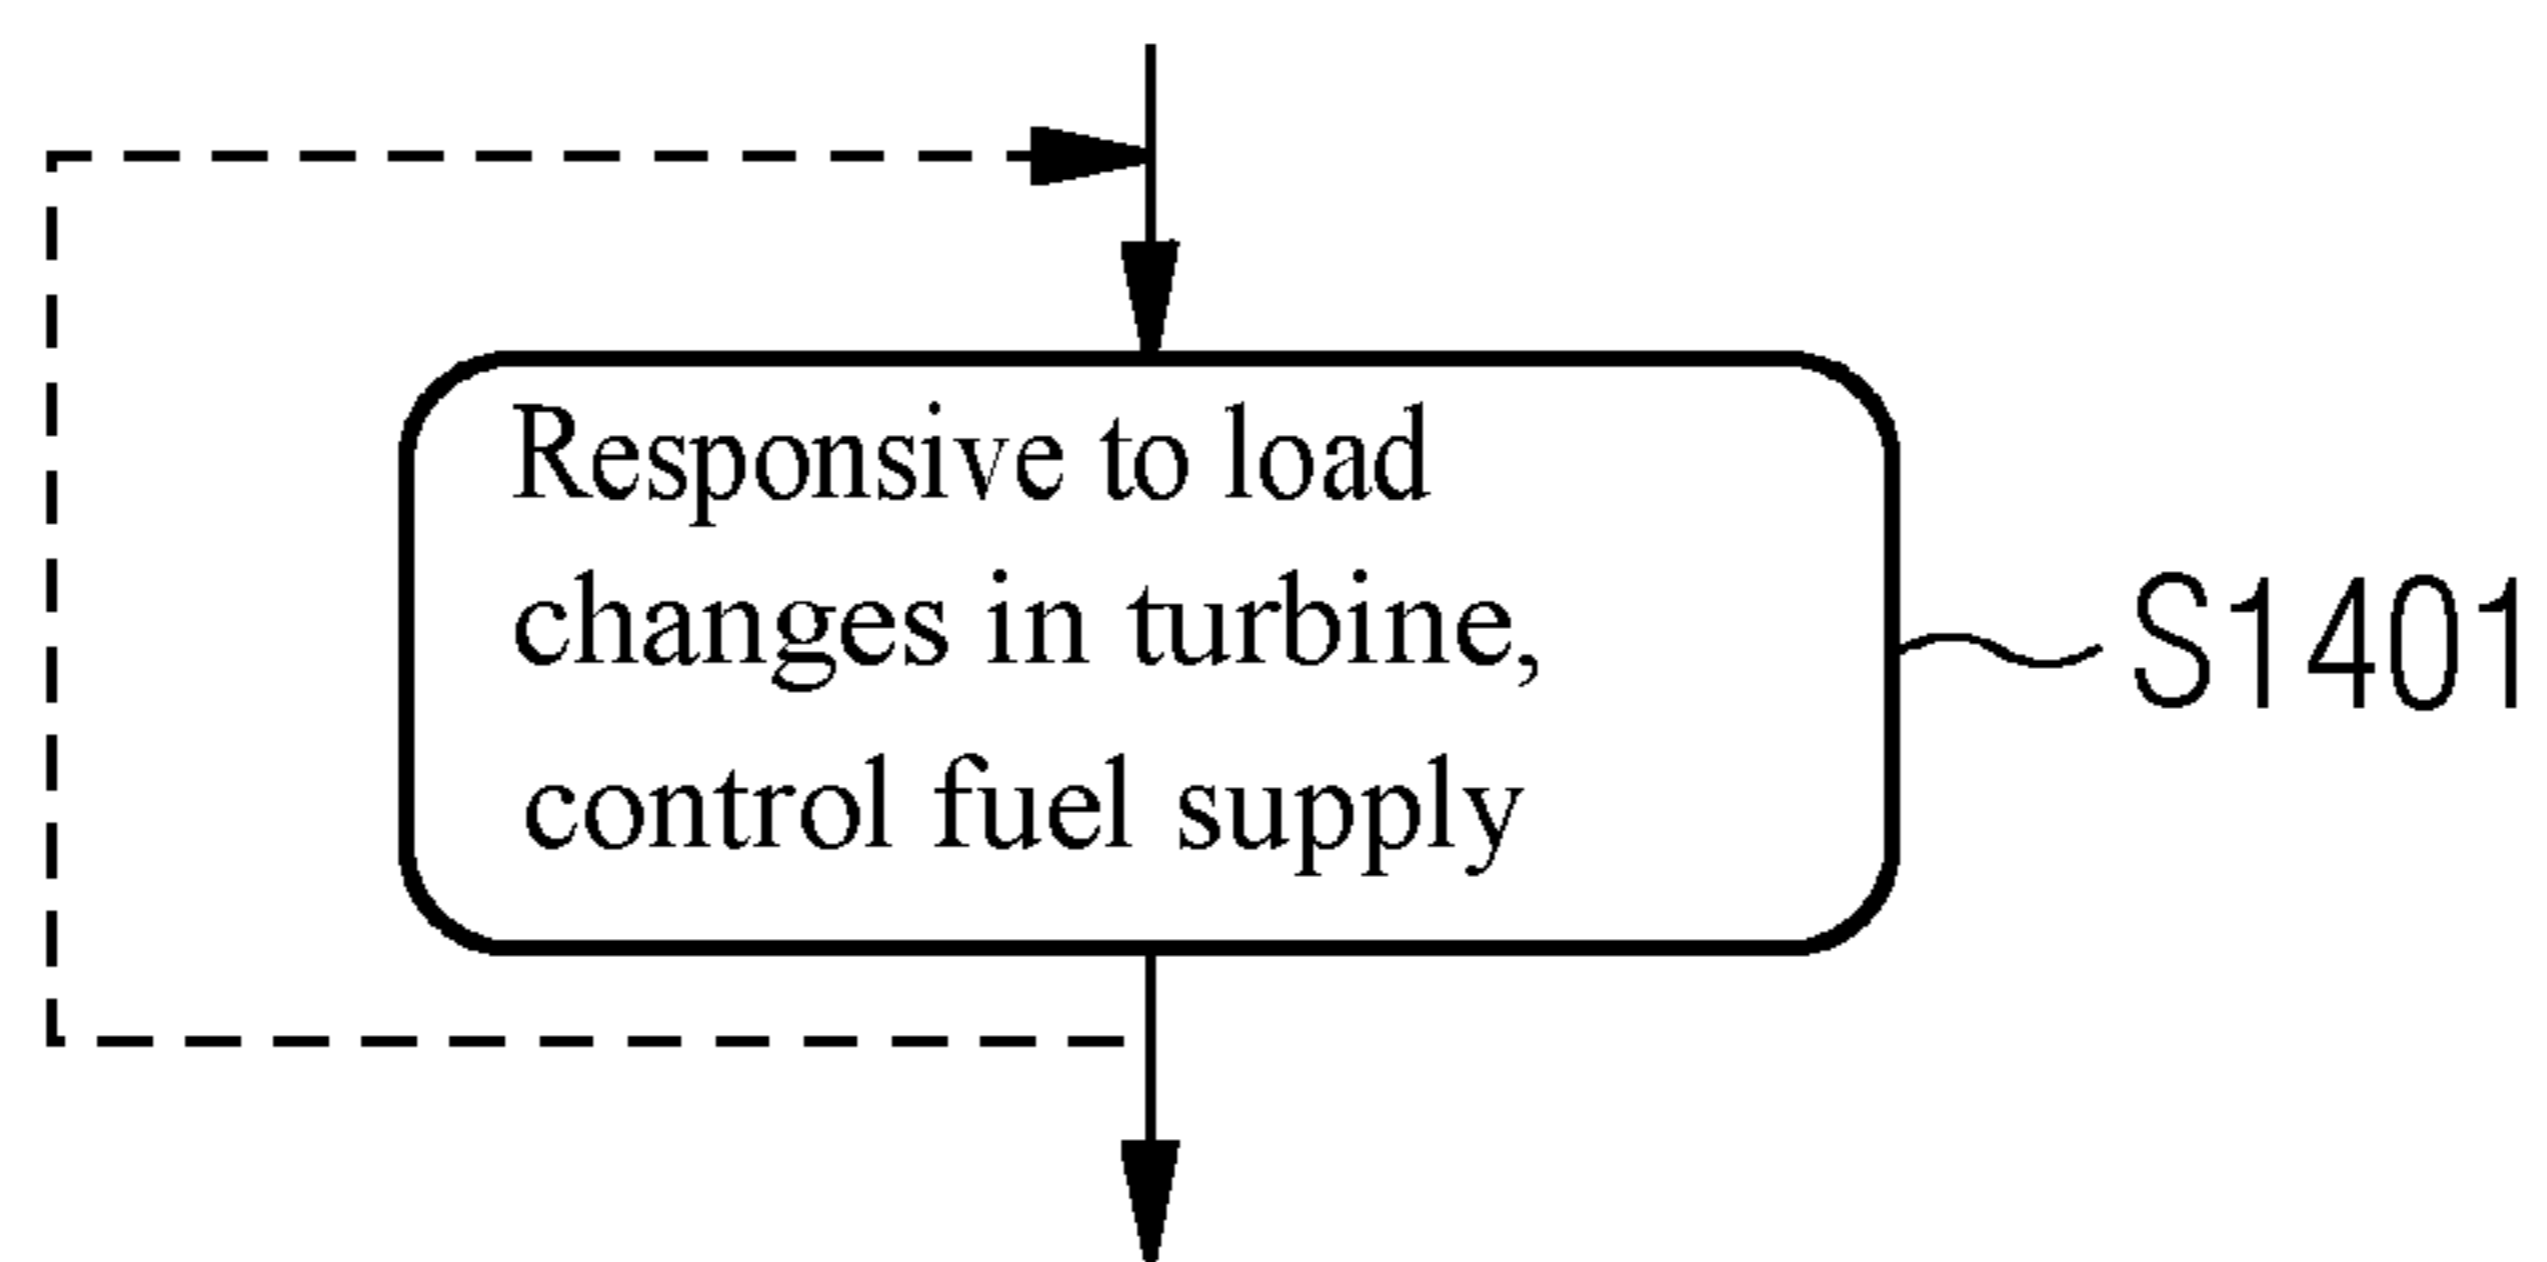 Responsive to load
changes in turbine,
control fuel supply
S1401